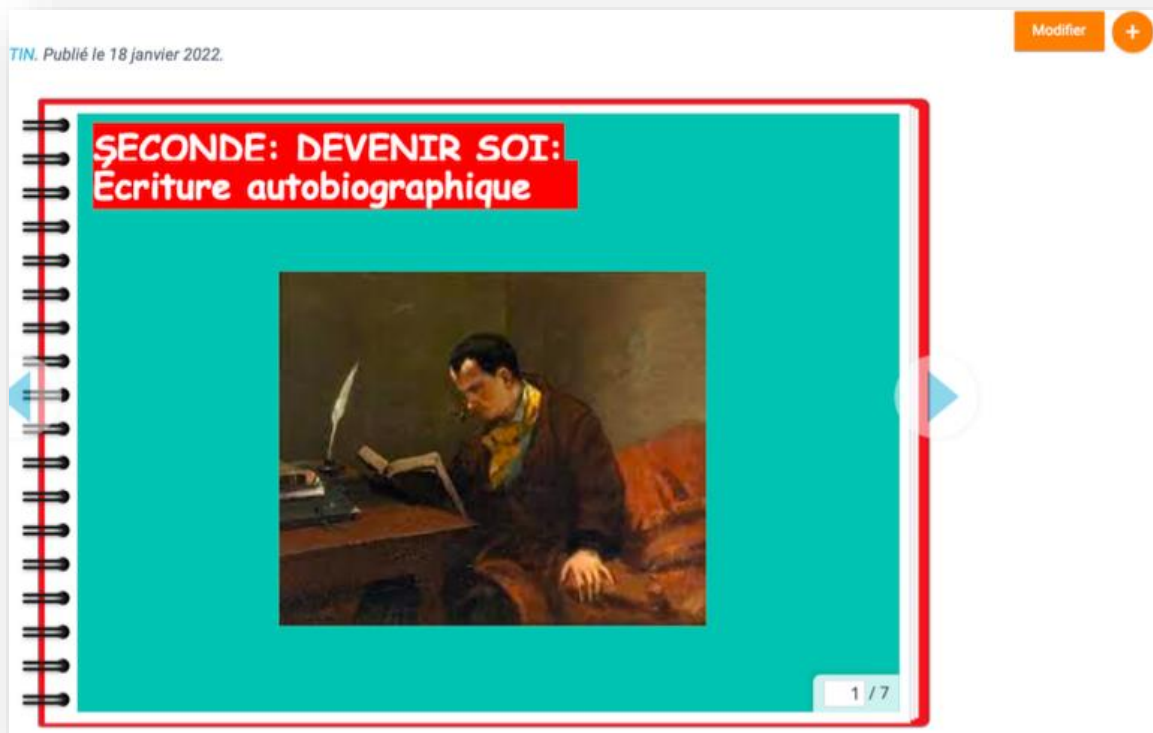 Modifier
+
TIN. Publié le 18 janvier 2022.
SECONDE: DEVENIR SOI:
Écriture autobiographique
1 / 7